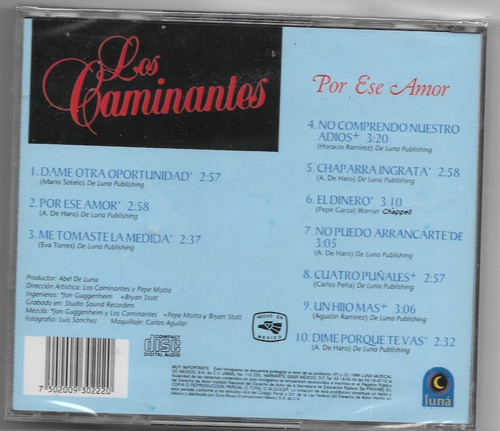 Los
Caminantes
Por Ese Amor
1. DAME OTRA OPORTUNIDAD* 2:57
(Mario Sotelo) De Luna Publishing
2. POR ESE AMOR* 2:58
(A. De Haro) De Luna Publishing
3. ME TOMASTE LA MEDIDA* 2:37
(Eva Torres) De Luna Publishing
4. NO COMPRENDO NUESTRO
ADIOS+ 3:20
(Horacio Ramirez) De Luna Publishing
5. CHAPARRA INGRATA* 2:58
(A. De Haro) De Luna Publishing
6. EL DINERO* 3:10
(Pepe Garza) Warner Chappell
7. NO PUEDO ARRANCARTE* DE
3:05
(A. De Haro) De Luna Publishing
8. CUATRO PUÑALES+ 2:57
(Carlos Peña) De Luna Publishing
9. UN HIJO MAS+ 3:06
(Agustin Ramirez) De Luna Publishing
10. DIME PORQUE TE VAS* 2:32
(A. De Haro) De Luna Publishing
Productor: Abel De Luna
Dirección Artística: Los Caminantes y Pepe Motta
Ingenieros: *Jon Guggenheim +Bryan Stott
Grabado en: Studio Sound Recorders
Mezcla: *Jon Guggenheim y Los Caminantes +Pepe Motta y Bryan Stott
Fotografía: Luis Sanchez Maquillaje: Carlos Aguilar
HECHO EN
MEXICO
COMPACT
disc
DIGITAL AUDIO
7 502009 302220
MUY IMPORTANTE
luna